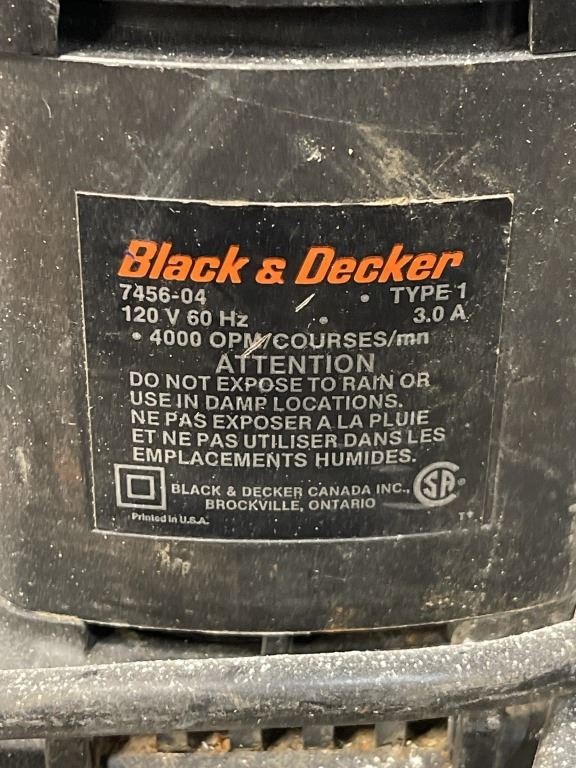 Black & Decker
7456-04 • TYPE 1
120 V 60 Hz • 3.0 A
• 4000 OPM/COURSES/mn
ATTENTION
DO NOT EXPOSE TO RAIN OR
USE IN DAMP LOCATIONS.
NE PAS EXPOSER A LA PLUIE
ET NE PAS UTILISER DANS LES
EMPLACEMENTS HUMIDES.
BLACK & DECKER CANADA INC.,
BROCKVILLE, ONTARIO
SA
Printed in U.S.A.